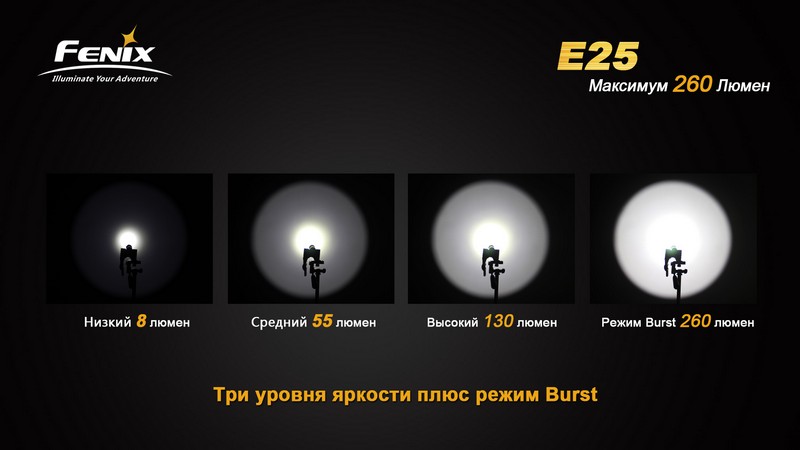 FENIX
Illuminate Your Adventure
E25
Максимум 260 Люмен
Низкий 8 люмен
Средний 55 люмен
Высокий 130 люмен
Режим Burst 260 люмен
Три уровня яркости плюс режим Burst